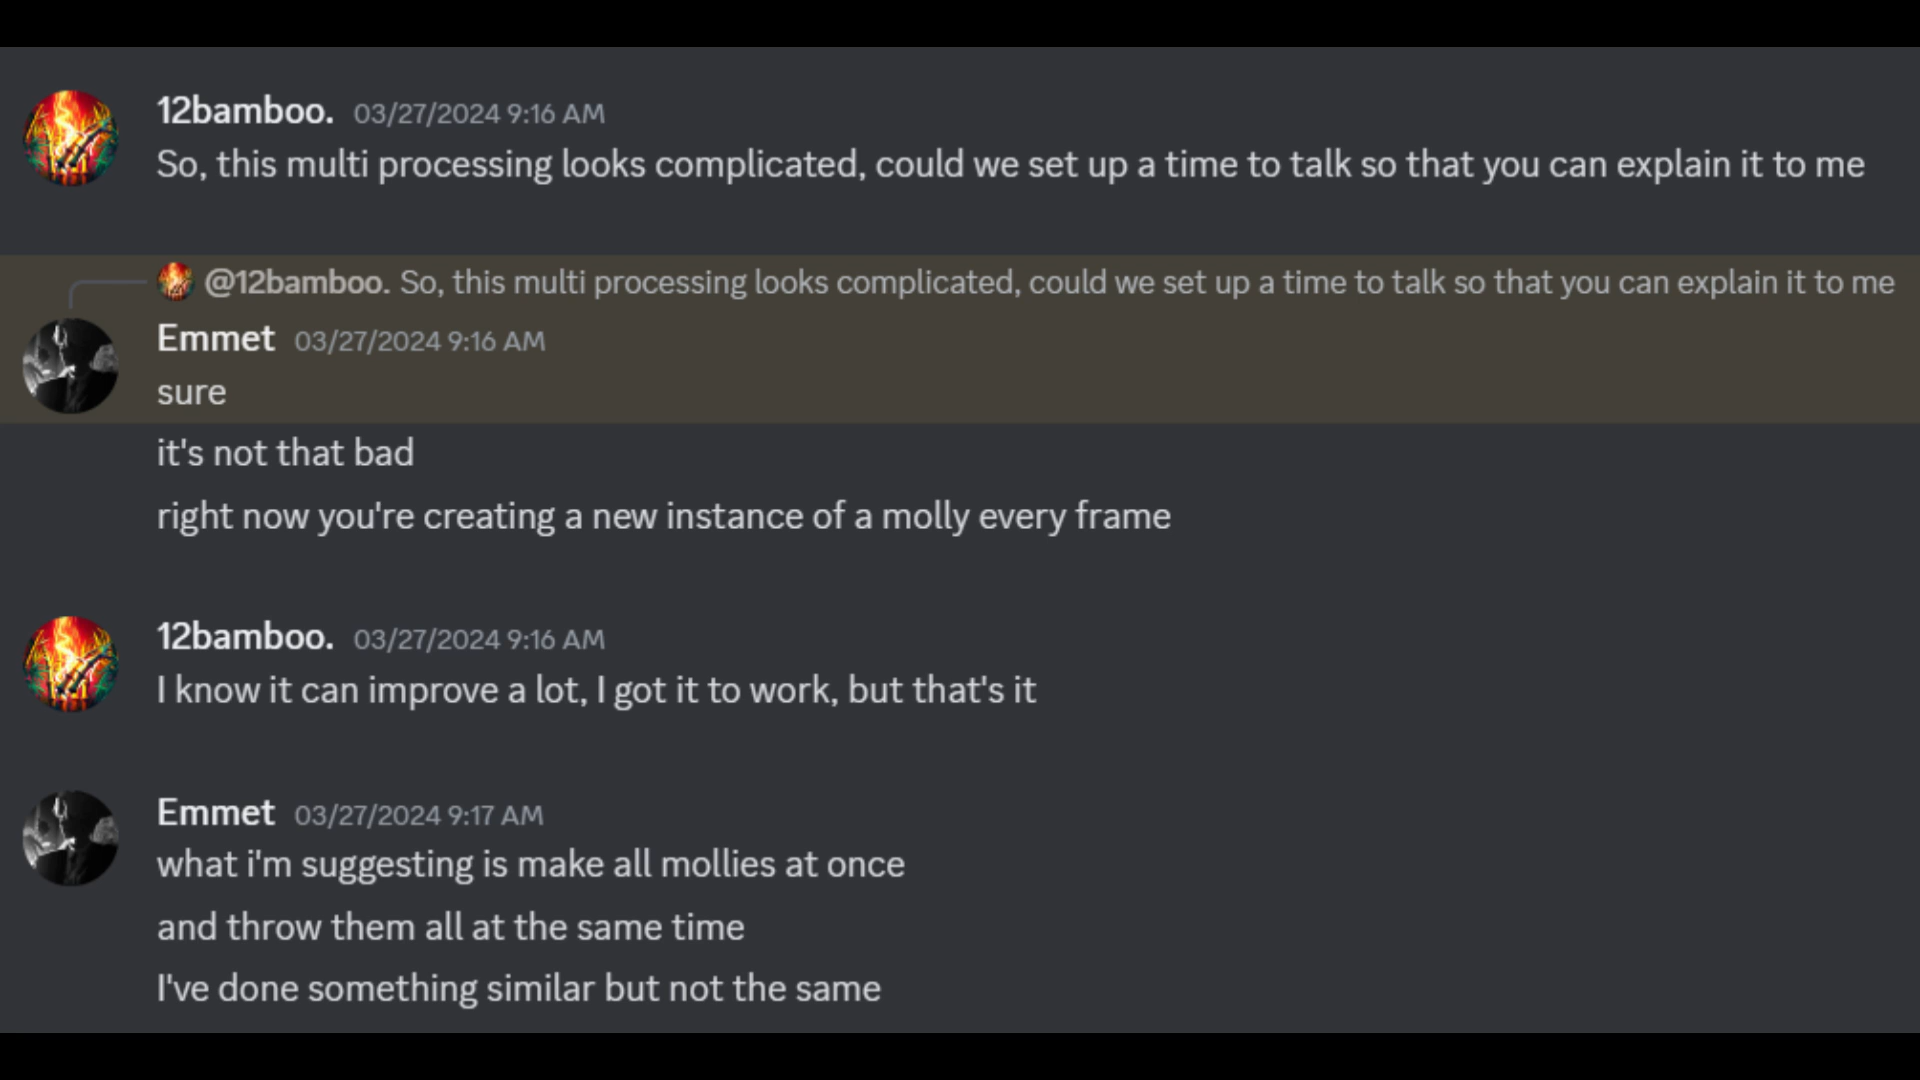 12bamboo. 03/27/2024 9:16 AM
So, this multi processing looks complicated, could we set up a time to talk so that you can explain it to me
@12bamboo. So, this multi processing looks complicated, could we set up a time to talk so that you can explain it to me
Emmet 03/27/2024 9:16 AM
sure
it's not that bad
right now you're creating a new instance of a molly every frame
12bamboo. 03/27/2024 9:16 AM
I know it can improve a lot, I got it to work, but that's it
Emmet 03/27/2024 9:17 AM
what i'm suggesting is make all mollies at once
and throw them all at the same time
I've done something similar but not the same